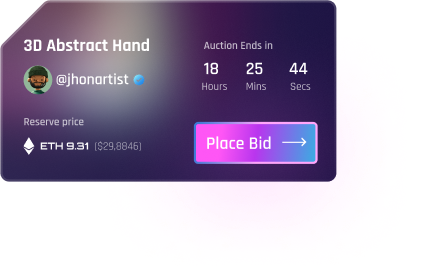 3D Abstract Hand
@jhonartist
Reserve price
ETH 9.31 ($29,8846)
Auction Ends in
18 25 44
Hours Mins Secs
Place Bid